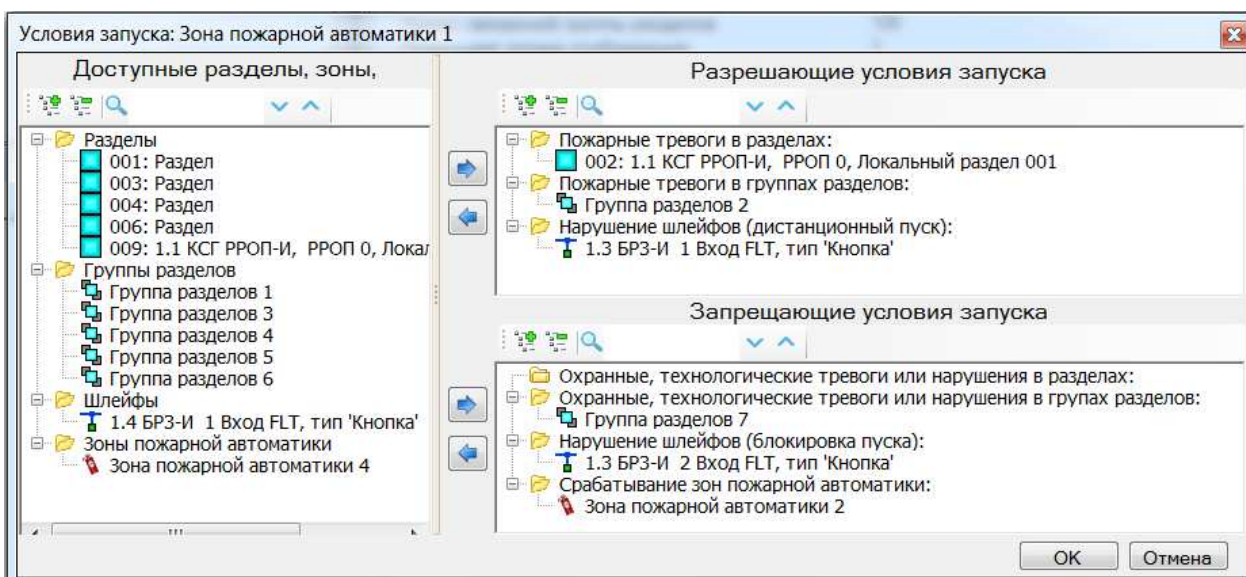 Условия запуска: Зона пожарной автоматики 1
Доступные разделы, зоны,
Разделы
001: Раздел
003: Раздел
004: Раздел
006: Раздел
009: 1.1 КСГ РРОП-И, РРОП 0, Локал
Группы разделов
Группа разделов 1
Группа разделов 3
Группа разделов 4
Группа разделов 5
Группа разделов 6
Шлейфы
1.4 БРЗ-И 1 Вход FLT, тип 'Кнопка'
Зоны пожарной автоматики
Зона пожарной автоматики 4
Разрешающие условия запуска
Пожарные тревоги в разделах:
002: 1.1 КСГ РРОП-И, РРОП 0, Локальный раздел 001
Пожарные тревоги в группах разделов:
Группа разделов 2
Нарушение шлейфов (дистанционный пуск):
1.3 БРЗ-И 1 Вход FLT, тип 'Кнопка'
Запрещающие условия запуска
Охранные, технологические тревоги или нарушения в разделах:
Охранные, технологические тревоги или нарушения в групах разделов:
Группа разделов 7
Нарушение шлейфов (блокировка пуска):
1.3 БРЗ-И 2 Вход FLT, тип 'Кнопка'
Срабатывание зон пожарной автоматики:
Зона пожарной автоматики 2
OK
Отмена